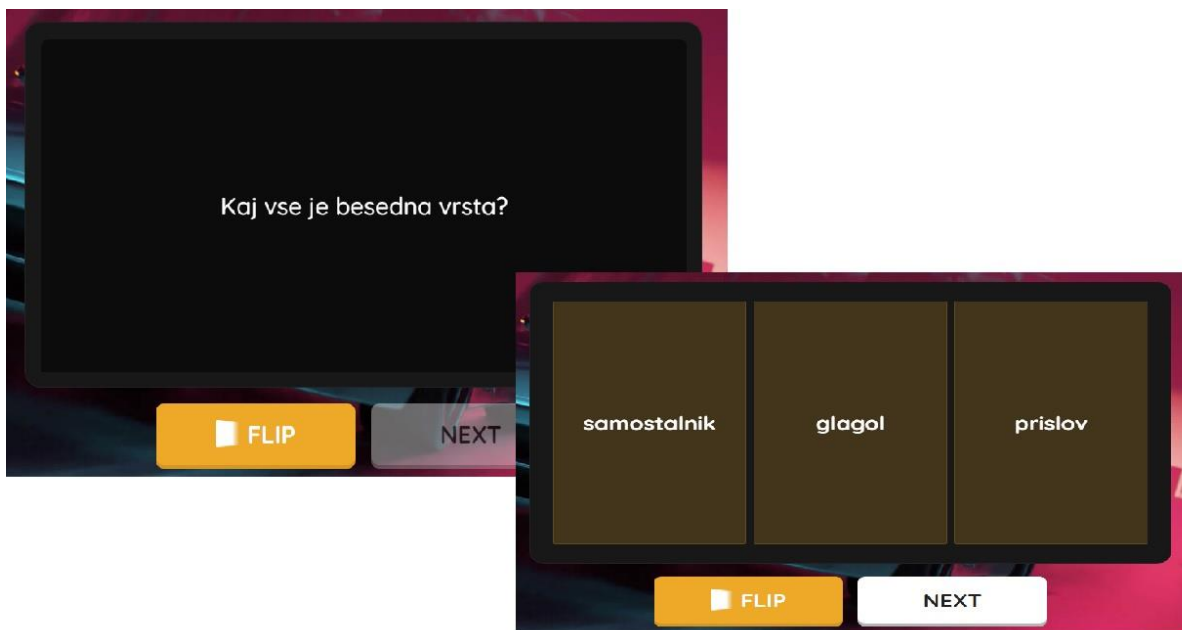 Kaj vse je besedna vrsta?
FLIP
NEXT
samostalnik
glagol
prislov
FLIP
NEXT